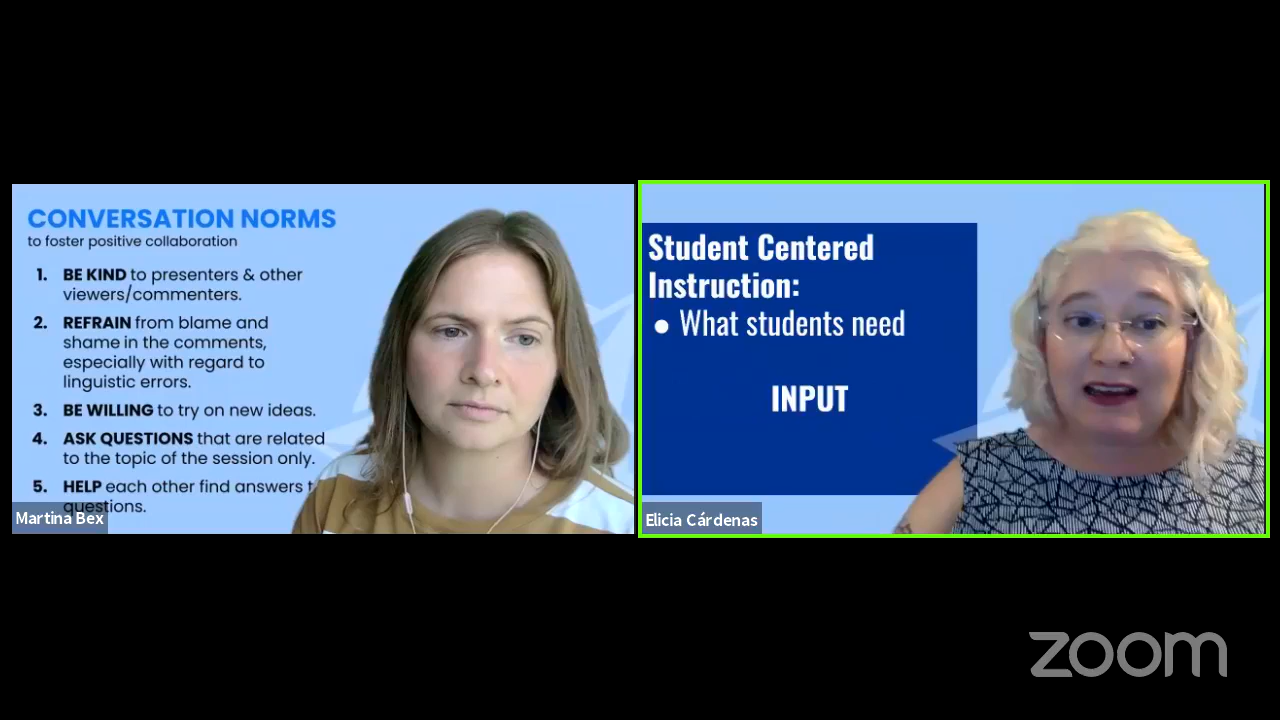 CONVERSATION NORMS
to foster positive collaboration
1. BE KIND to presenters & other
viewers/commenters.
2. REFRAIN from blame and
shame in the comments,
especially with regard to
linguistic errors.
3. BE WILLING to try on new ideas.
4. ASK QUESTIONS that are related
to the topic of the session only.
5. HELP each other find answers t
questions.
Martina Bex
Student Centered
Instruction:
● What students need
INPUT
Elicia Cárdenas
zoom